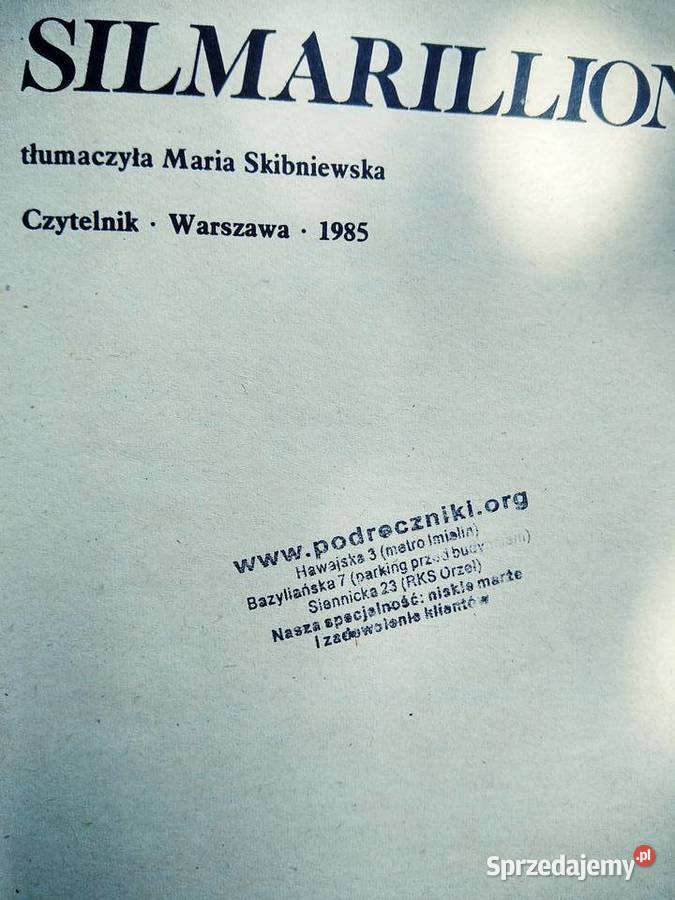 SILMARILLION
tłumaczyła Maria Skibniewska
Czytelnik · Warszawa · 1985
www.podreczniki.org
Hawajska 3 (metro Imielin)
Bazyliańska 7 (parking przed budynkiem)
Siennicka 23 (RKS Orzeł)
Nasza specjalność: niskie marże
i zadowolenie klientów
Sprzedajemy.pl